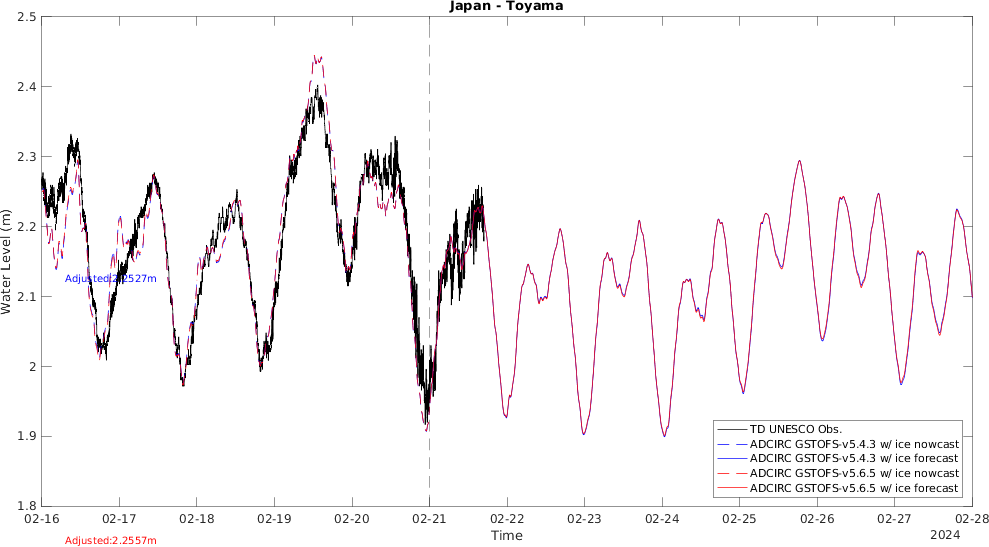 Japan - Toyama
2.5
2.4
2.3
2.2
2.1
2
1.9
1.8
Water Level (m)
Adjusted:2.2527m
TD UNESCO Obs.
ADCIRC GSTOFS-v5.4.3 w/ ice nowcast
ADCIRC GSTOFS-v5.4.3 w/ ice forecast
ADCIRC GSTOFS-v5.6.5 w/ ice nowcast
ADCIRC GSTOFS-v5.6.5 w/ ice forecast
02-16 02-17 02-18 02-19 02-20 02-21 02-22 02-23 02-24 02-25 02-26 02-27 02-28
Time
2024
Adjusted:2.2557m